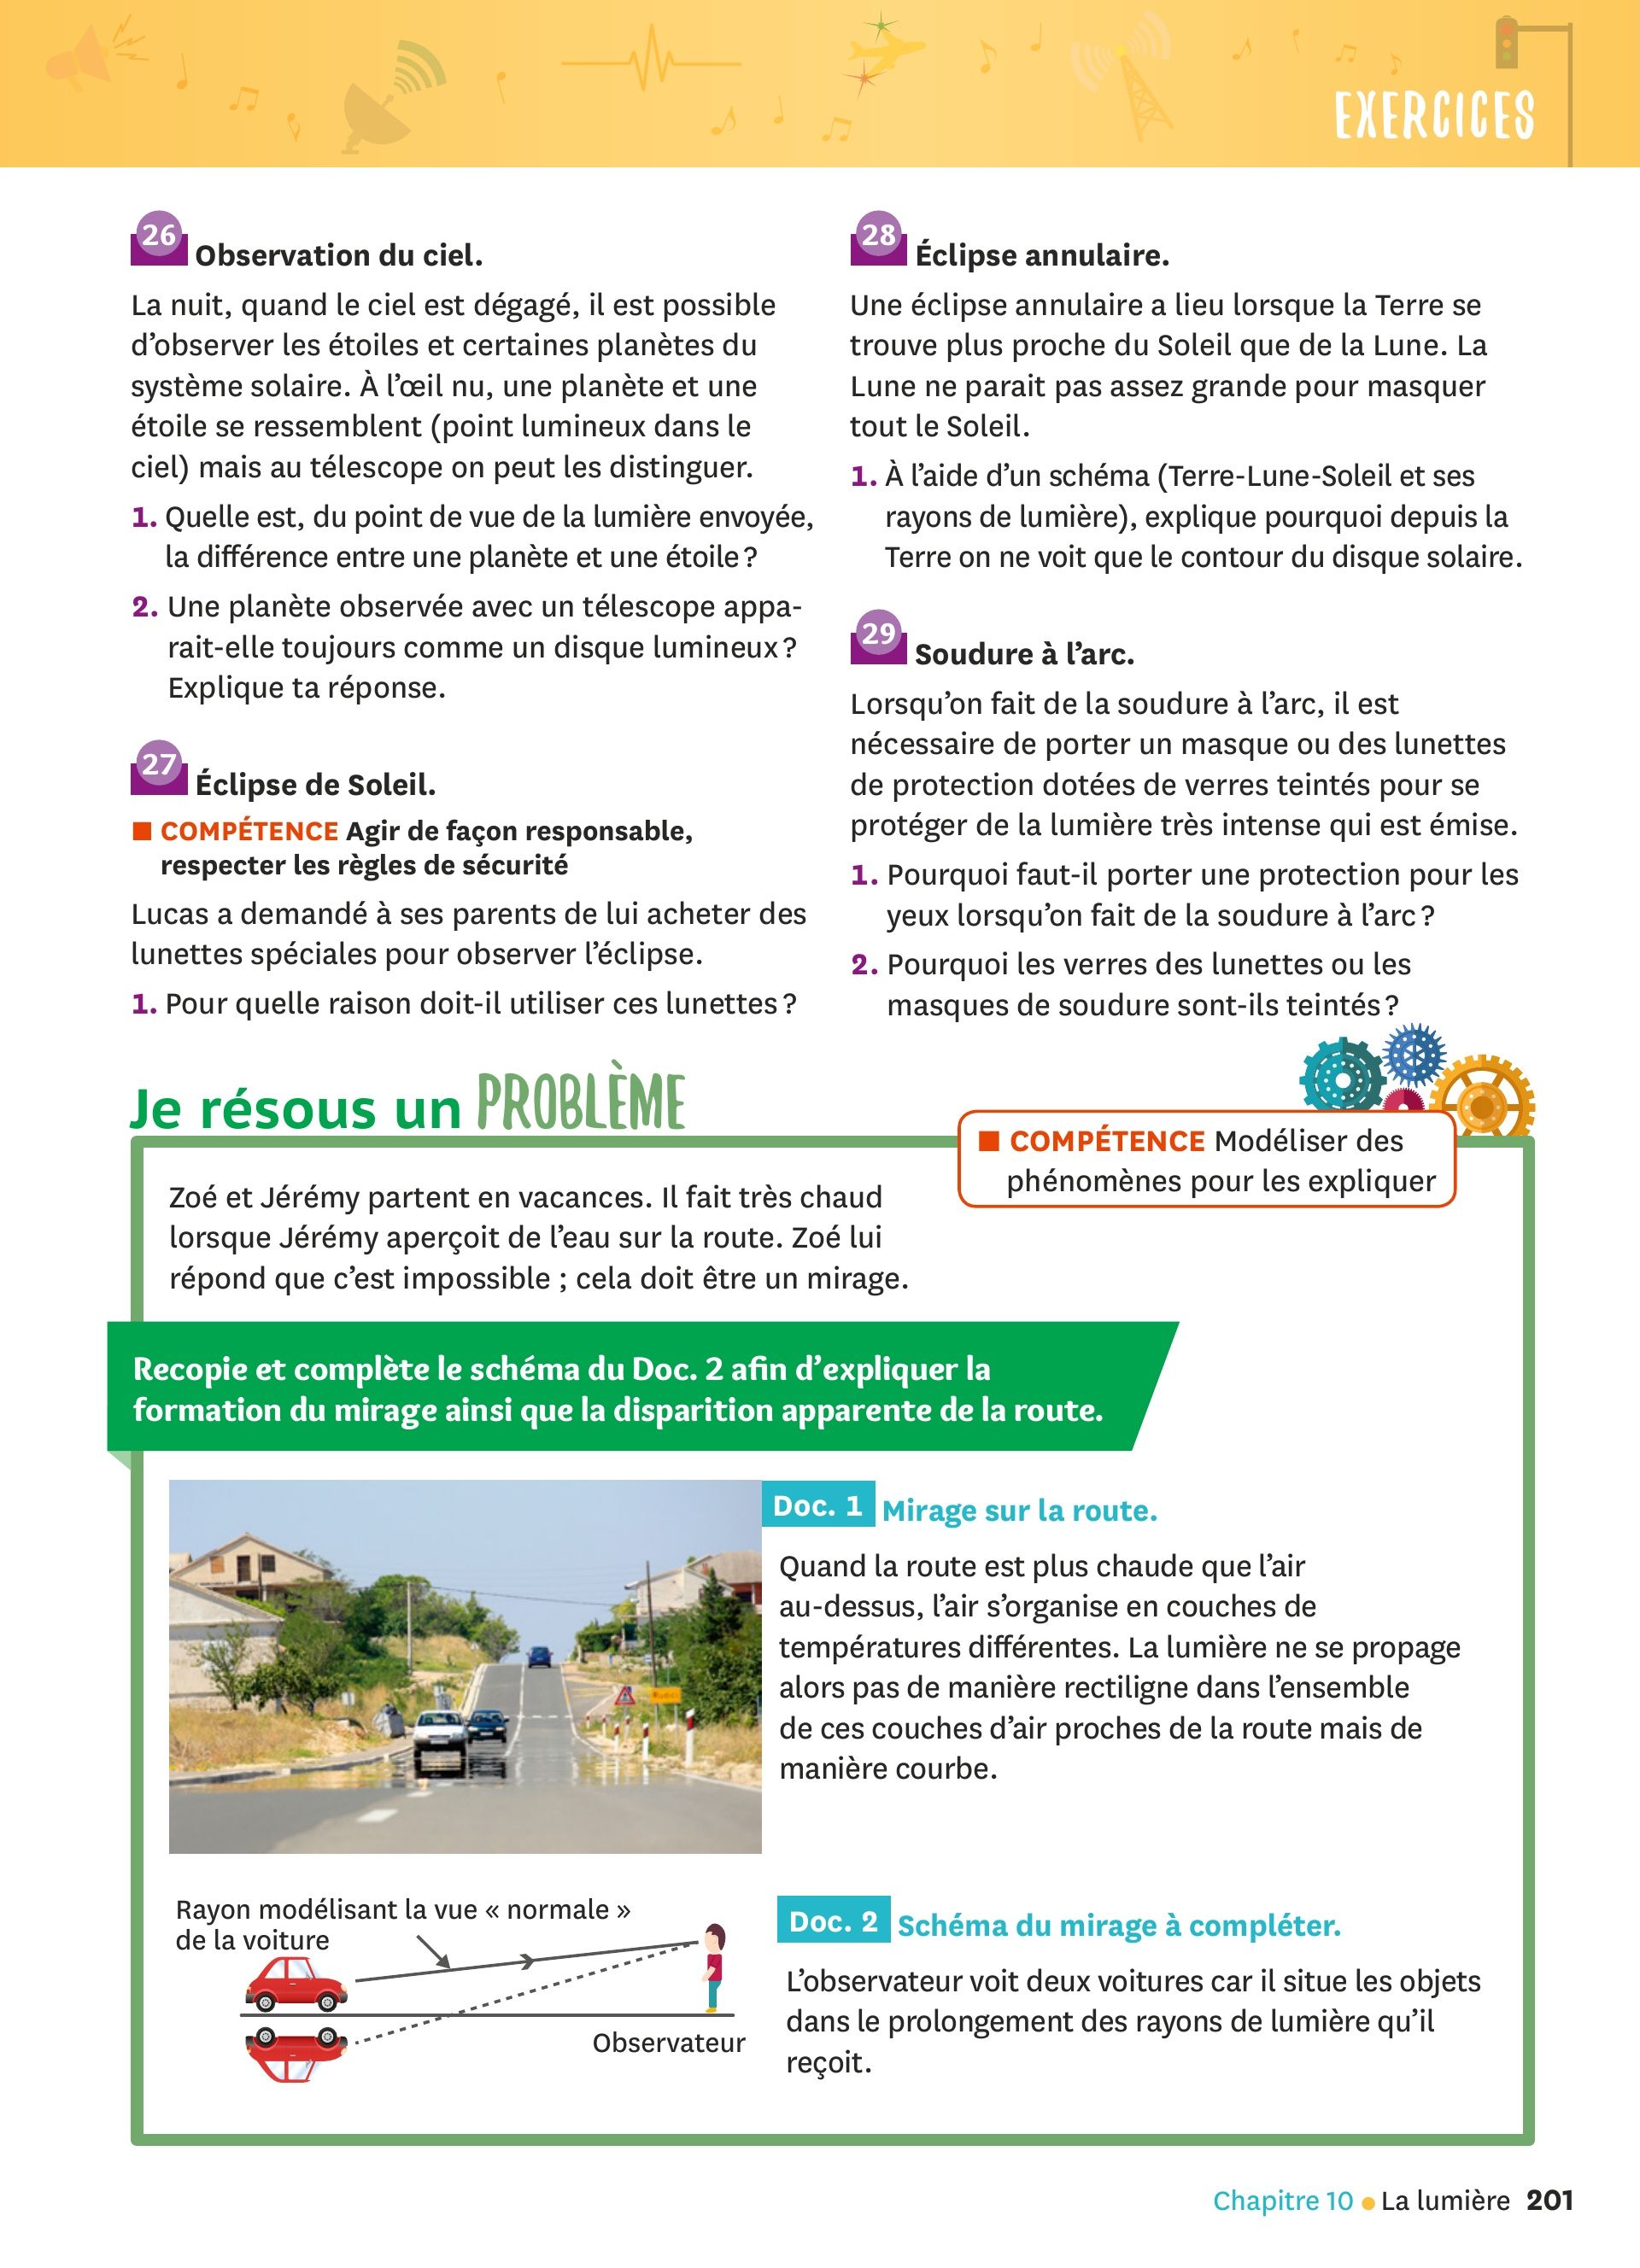 EXERCICES
26 Observation du ciel.
La nuit, quand le ciel est dégagé, il est possible
d’observer les étoiles et certaines planètes du
système solaire. À l’œil nu, une planète et une
étoile se ressemblent (point lumineux dans le
ciel) mais au télescope on peut les distinguer.
1. Quelle est, du point de vue de la lumière envoyée,
la différence entre une planète et une étoile ?
2. Une planète observée avec un télescope appa-
rait-elle toujours comme un disque lumineux ?
Explique ta réponse.
27 Éclipse de Soleil.
■ COMPÉTENCE Agir de façon responsable,
respecter les règles de sécurité
Lucas a demandé à ses parents de lui acheter des
lunettes spéciales pour observer l’éclipse.
1. Pour quelle raison doit-il utiliser ces lunettes ?
28 Éclipse annulaire.
Une éclipse annulaire a lieu lorsque la Terre se
trouve plus proche du Soleil que de la Lune. La
Lune ne parait pas assez grande pour masquer
tout le Soleil.
1. À l’aide d’un schéma (Terre-Lune-Soleil et ses
rayons de lumière), explique pourquoi depuis la
Terre on ne voit que le contour du disque solaire.
29 Soudure à l’arc.
Lorsqu’on fait de la soudure à l’arc, il est
nécessaire de porter un masque ou des lunettes
de protection dotées de verres teintés pour se
protéger de la lumière très intense qui est émise.
1. Pourquoi faut-il porter une protection pour les
yeux lorsqu’on fait de la soudure à l’arc ?
2. Pourquoi les verres des lunettes ou les
masques de soudure sont-ils teintés ?
Je résous un PROBLÈME
■ COMPÉTENCE Modéliser des
phénomènes pour les expliquer
Zoé et Jérémy partent en vacances. Il fait très chaud
lorsque Jérémy aperçoit de l’eau sur la route. Zoé lui
répond que c’est impossible ; cela doit être un mirage.
Recopie et complète le schéma du Doc. 2 afin d’expliquer la
formation du mirage ainsi que la disparition apparente de la route.
Doc. 1 Mirage sur la route.
Quand la route est plus chaude que l’air
au-dessus, l’air s’organise en couches de
températures différentes. La lumière ne se propage
alors pas de manière rectiligne dans l’ensemble
de ces couches d’air proches de la route mais de
manière courbe.
Rayon modélisant la vue « normale »
de la voiture
Observateur
Doc. 2 Schéma du mirage à compléter.
L’observateur voit deux voitures car il situe les objets
dans le prolongement des rayons de lumière qu’il
reçoit.
Chapitre 10 ● La lumière 201